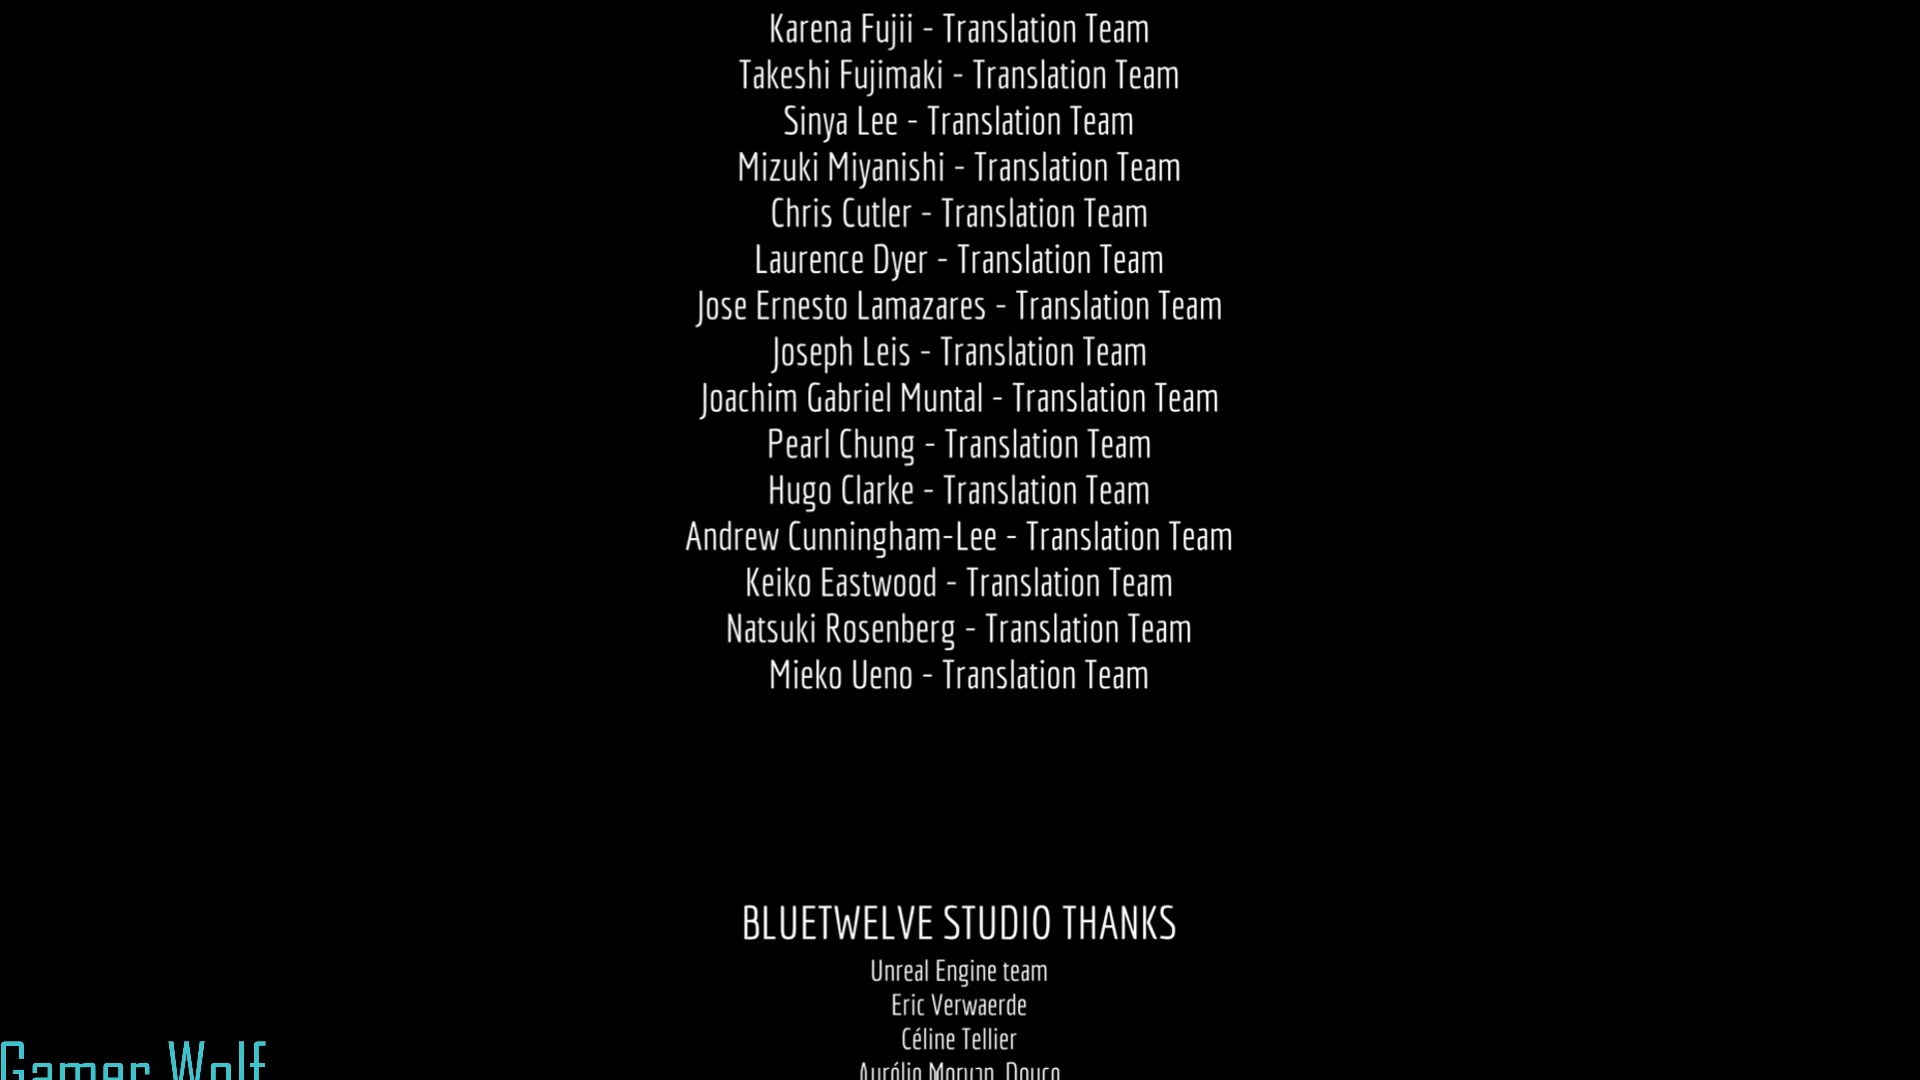 Karena Fujii - Translation Team
Takeshi Fujimaki - Translation Team
Sinya Lee - Translation Team
Mizuki Miyanishi - Translation Team
Chris Cutler - Translation Team
Laurence Dyer - Translation Team
Jose Ernesto Lamazares - Translation Team
Joseph Leis - Translation Team
Joachim Gabriel Muntal - Translation Team
Pearl Chung - Translation Team
Hugo Clarke - Translation Team
Andrew Cunningham-Lee - Translation Team
Keiko Eastwood - Translation Team
Natsuki Rosenberg - Translation Team
Mieko Ueno - Translation Team
BLUETWELVE STUDIO THANKS
Unreal Engine team
Eric Verwaerde
Céline Tellier
Gamer Wolf